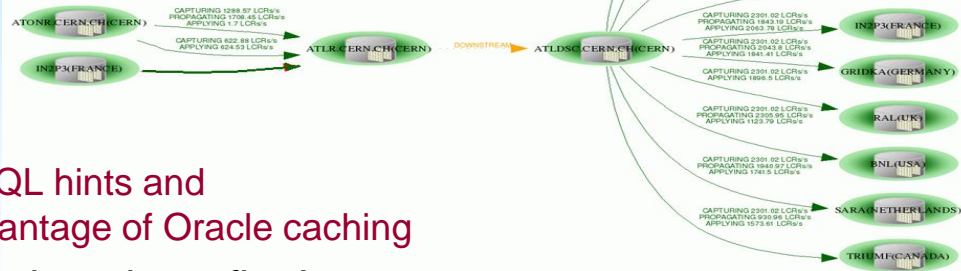 CAPTURING 1288.57 LCRs/s
PROPAGATING 1708.45 LCRs/s
APPLYING 1.7 LCRs/s
ATONR.CERN.CH(CERN)
CAPTURING 622.88 LCRs/s
APPLYING 624.53 LCRs/s
IN2P3(FRANCE)
ATLR.CERN.CH(CERN)
DOWNSTREAM
ATLDSC.CERN.CH(CERN)
CAPTURING 2301.02 LCRs/s
PROPAGATING 1843.19 LCRs/s
APPLYING 2063.78 LCRs/s
IN2P3(FRANCE)
CAPTURING 2301.02 LCRs/s
PROPAGATING 2043.8 LCRs/s
APPLYING 1841.41 LCRs/s
GRIDKA(GERMANY)
CAPTURING 2301.02 LCRs/s
APPLYING 1896.5 LCRs/s
RAL(UK)
CAPTURING 2301.02 LCRs/s
PROPAGATING 2305.95 LCRs/s
APPLYING 1123.79 LCRs/s
BNL(USA)
CAPTURING 2301.02 LCRs/s
PROPAGATING 1940.97 LCRs/s
APPLYING 1741.5 LCRs/s
SARA(NETHERLANDS)
CAPTURING 2301.02 LCRs/s
PROPAGATING 930.96 LCRs/s
APPLYING 1573.61 LCRs/s
TRIUMF(CANADA)
QL hints and
antage of Oracle caching